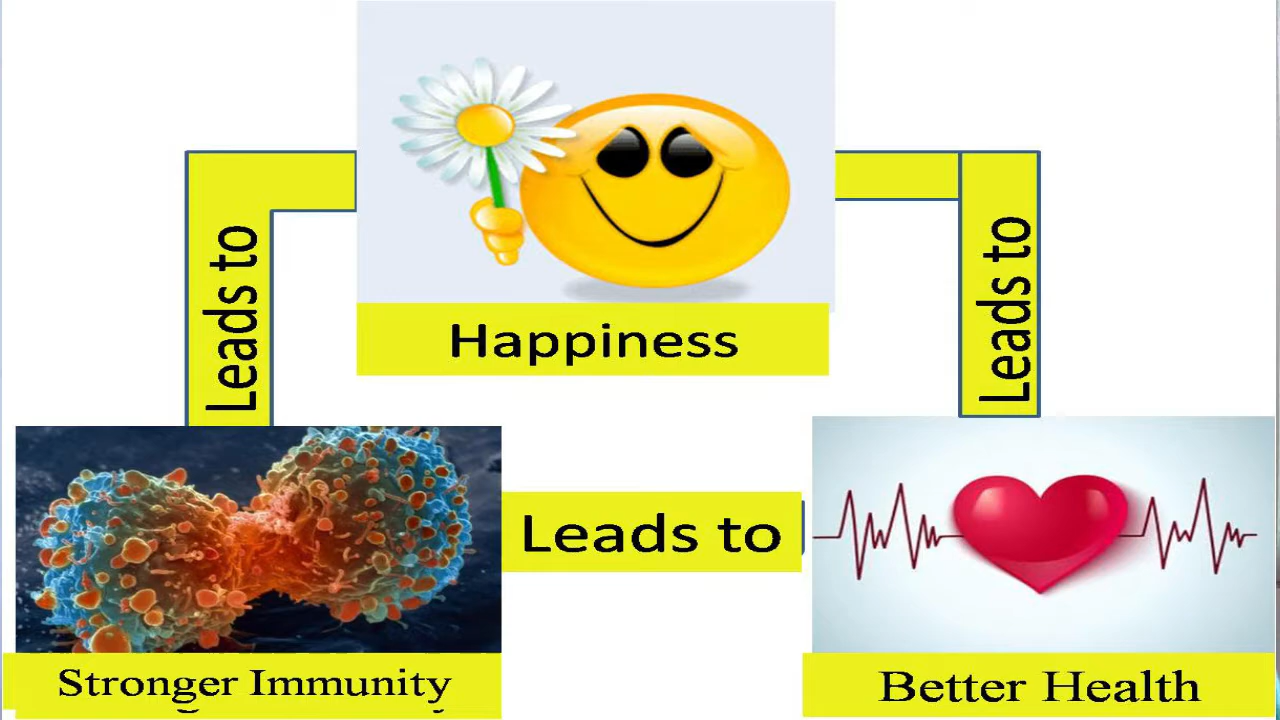 Leads to
Happiness
Leads to
Leads to
Stronger Immunity
Better Health